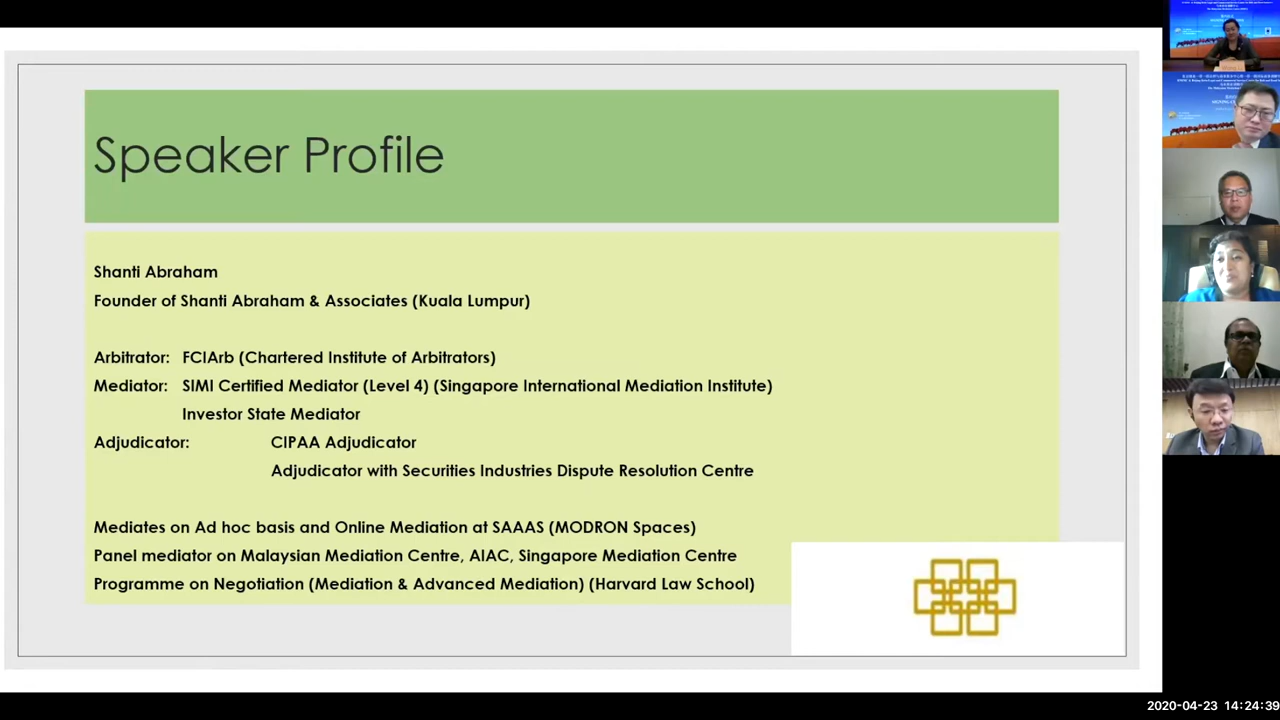 Speaker Profile
Shanti Abraham
Founder of Shanti Abraham & Associates (Kuala Lumpur)
Arbitrator: FCIArb (Chartered Institute of Arbitrators)
Mediator: SIMI Certified Mediator (Level 4) (Singapore International Mediation Institute)
Investor State Mediator
Adjudicator: CIPAA Adjudicator
Adjudicator with Securities Industries Dispute Resolution Centre
Mediates on Ad hoc basis and Online Mediation at SAAAS (MODRON Spaces)
Panel mediator on Malaysian Mediation Centre, AIAC, Singapore Mediation Centre
Programme on Negotiation (Mediation & Advanced Mediation) (Harvard Law School)
2020-04-23 14:24:39